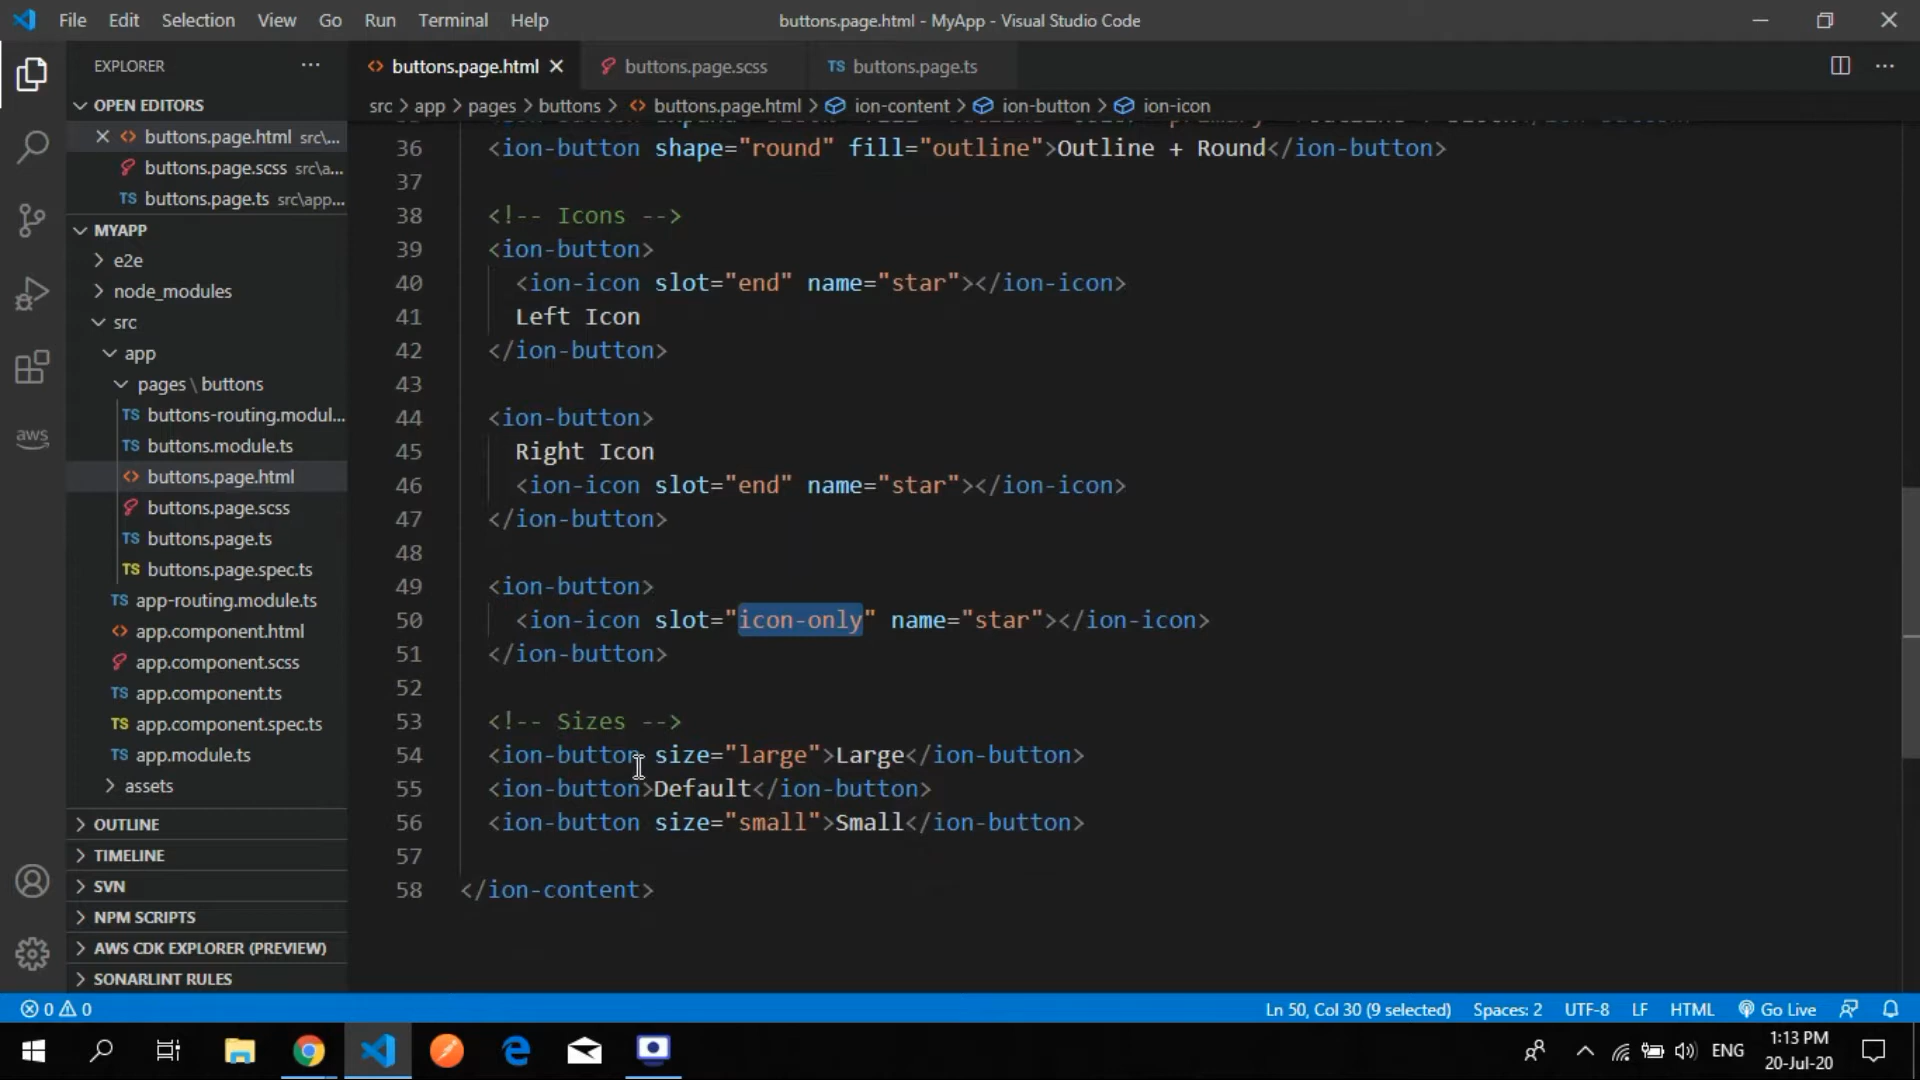 File Edit Selection View Go Run Terminal Help
buttons.page.html - MyApp - Visual Studio Code
EXPLORER
OPEN EDITORS
buttons.page.html src\...
buttons.page.scss src\a...
TS buttons.page.ts src\app...
MYAPP
e2e
node_modules
src
app
pages \ buttons
TS buttons-routing.modul...
TS buttons.module.ts
buttons.page.html
buttons.page.scss
TS buttons.page.ts
TS buttons.page.spec.ts
TS app-routing.module.ts
app.component.html
app.component.scss
TS app.component.ts
TS app.component.spec.ts
TS app.module.ts
assets
OUTLINE
TIMELINE
SVN
NPM SCRIPTS
AWS CDK EXPLORER (PREVIEW)
SONARLINT RULES
aws
buttons.page.html
buttons.page.scss
TS buttons.page.ts
src > app > pages > buttons > buttons.page.html > ion-content > ion-button > ion-icon
36 <ion-button shape="round" fill="outline">Outline + Round</ion-button>
37
38 <!-- Icons -->
39 <ion-button>
40 <ion-icon slot="end" name="star"></ion-icon>
41 Left Icon
42 </ion-button>
43
44 <ion-button>
45 Right Icon
46 <ion-icon slot="end" name="star"></ion-icon>
47 </ion-button>
48
49 <ion-button>
50 <ion-icon slot="icon-only" name="star"></ion-icon>
51 </ion-button>
52
53 <!-- Sizes -->
54 <ion-button size="large">Large</ion-button>
55 <ion-button>Default</ion-button>
56 <ion-button size="small">Small</ion-button>
57
58 </ion-content>
0 0
Ln 50, Col 30 (9 selected) Spaces: 2 UTF-8 LF HTML Go Live
ENG
1:13 PM
20-Jul-20